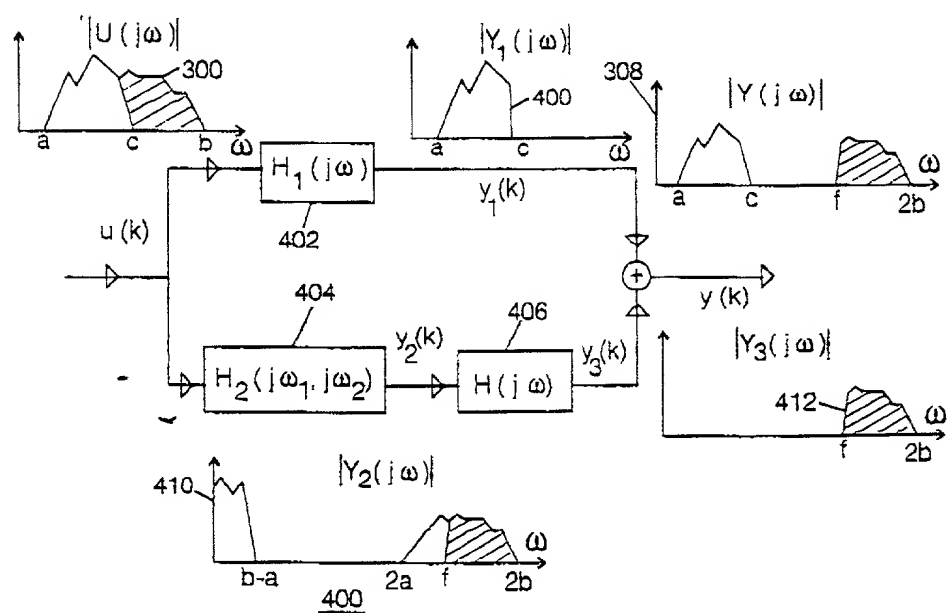 |U(jω)|
300
a
c
b
ω
|Y₁(jω)|
400
a
c
ω
308
|Y(jω)|
ω
a
c
f
2b
H₁(jω)
402
y₁(k)
u(k)
+
y(k)
404
H₂(jω₁, jω₂)
y₂(k)
406
H(jω)
y₃(k)
|Y₃(jω)|
412
ω
f
2b
410
|Y₂(jω)|
ω
b-a
2a
f
2b
400